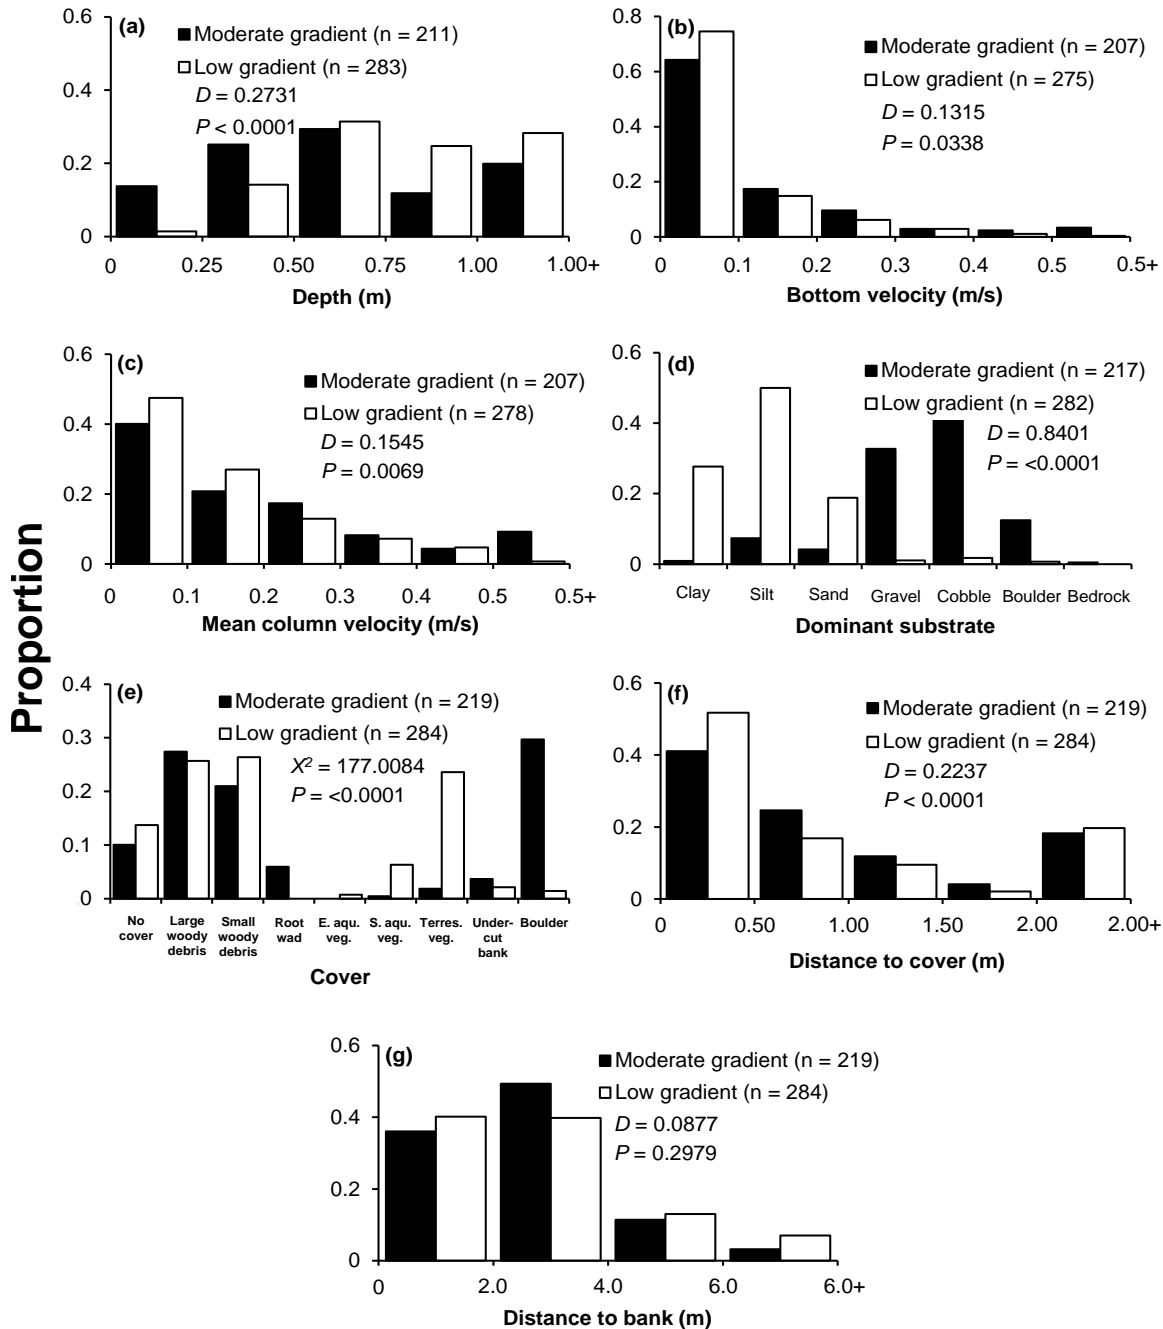 Proportion
(a)
Moderate gradient (n = 211)
Low gradient (n = 283)
D = 0.2731
P < 0.0001
0.6
0.4
0.2
0
0 0.25 0.50 0.75 1.00 1.00+
Depth (m)
(b)
Moderate gradient (n = 207)
Low gradient (n = 275)
D = 0.1315
P = 0.0338
0.8
0.6
0.4
0.2
0
0 0.1 0.2 0.3 0.4 0.5 0.5+
Bottom velocity (m/s)
(c)
Moderate gradient (n = 207)
Low gradient (n = 278)
D = 0.1545
P = 0.0069
0.6
0.4
0.2
0
0 0.1 0.2 0.3 0.4 0.5 0.5+
Mean column velocity (m/s)
(d)
Moderate gradient (n = 217)
Low gradient (n = 282)
D = 0.8401
P = <0.0001
0.6
0.4
0.2
0
Clay Silt Sand Gravel Cobble Boulder Bedrock
Dominant substrate
(e)
Moderate gradient (n = 219)
Low gradient (n = 284)
X² = 177.0084
P = <0.0001
0.4
0.3
0.2
0.1
0
No Large Small Root E. aqu. S. aqu. Terres. Under- Boulder
cover woody woody wad veg. veg. veg. cut
debris debris bank
Cover
(f)
Moderate gradient (n = 219)
Low gradient (n = 284)
D = 0.2237
P < 0.0001
0.6
0.4
0.2
0
0 0.50 1.00 1.50 2.00 2.00+
Distance to cover (m)
(g)
Moderate gradient (n = 219)
Low gradient (n = 284)
D = 0.0877
P = 0.2979
0.6
0.4
0.2
0
0 2.0 4.0 6.0 6.0+
Distance to bank (m)